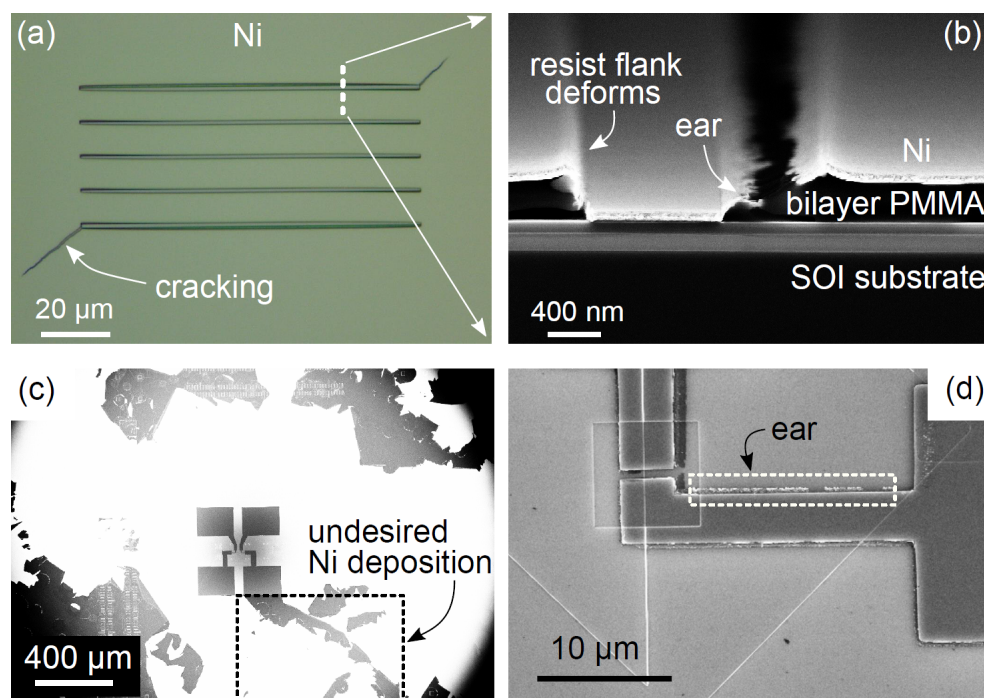 (a)
Ni
cracking
20 µm
(b)
resist flank
deforms
ear
Ni
bilayer PMMA
SOI substrate
400 nm
(c)
undesired
Ni deposition
400 µm
(d)
ear
10 µm